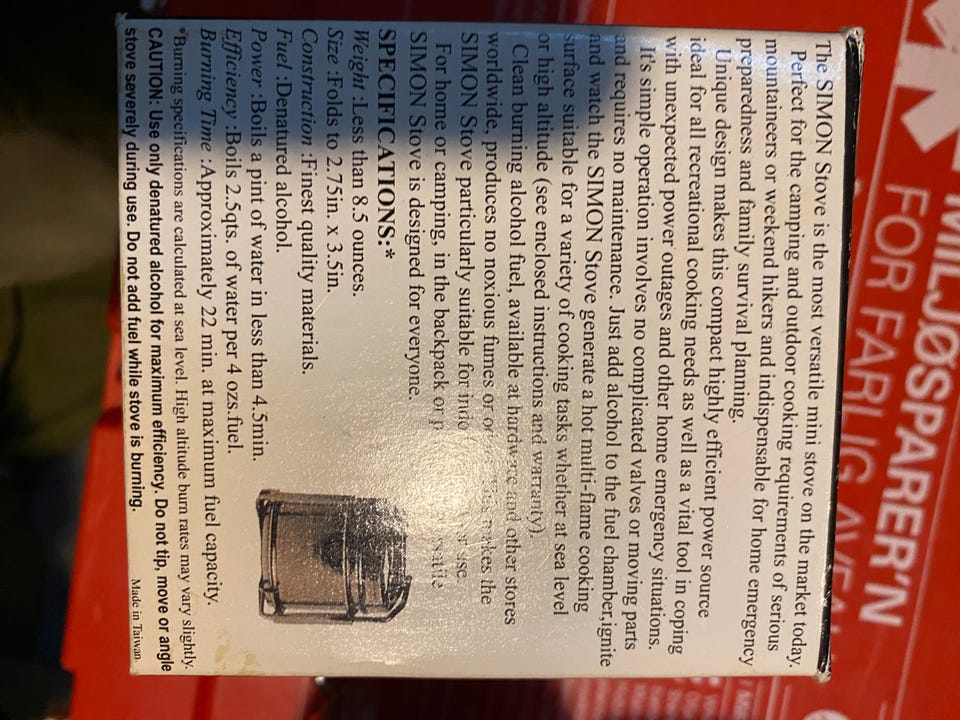 The SIMON Stove is the most versatile mini stove on the market today.
Perfect for the camping and outdoor cooking requirements of serious
mountaineers or weekend hikers and indispensable for home emergency
preparedness and family survival planning.
Unique design makes this compact highly efficient power source
ideal for all recreational cooking needs as well as a vital tool in coping
with unexpected power outages and other home emergency situations.
It's simple operation involves no complicated valves or moving parts
and requires no maintenance. Just add alcohol to the fuel chamber,ignite
and watch the SIMON Stove generate a hot multi-flame cooking
surface suitable for a variety of cooking tasks whether at sea level
or high altitude (see enclosed instructions and warranty).
Clean burning alcohol fuel, available at hardware and other stores
worldwide, produces no noxious fumes or makes the
SIMON Stove particularly suitable for use.
For home or camping, in the backpack or
SIMON Stove is designed for everyone.
SPECIFICATIONS:*
Weight :Less than 8.5 ounces.
Size :Folds to 2.75in. x 3.5in.
Construction :Finest quality materials.
Fuel :Denatured alcohol.
Power :Boils a pint of water in less than 4.5min.
Efficiency :Boils 2.5qts. of water per 4 ozs.fuel.
Burning Time :Approximately 22 min. at maximum fuel capacity.
*Burning specifications are calculated at sea level. High altitude burn rates may vary slightly.
CAUTION: Use only denatured alcohol for maximum efficiency. Do not tip, move or angle
stove severely during use. Do not add fuel while stove is burning.
Made in Taiwan
MILJØSPARER'N
FOR FARLIG AVFALL